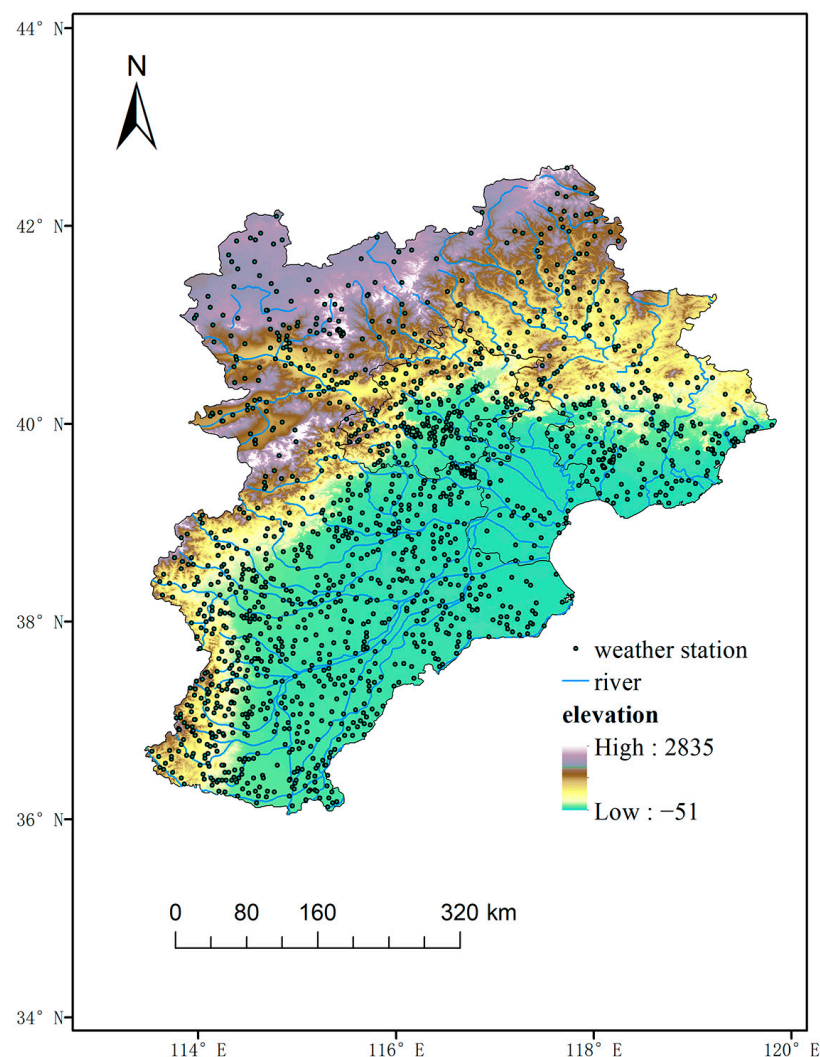 44° N
N
42° N
40° N
38° N
weather station
river
elevation
High : 2835
Low : −51
36° N
0 80 160 320 km
34° N
114° E 116° E 118° E 120° E